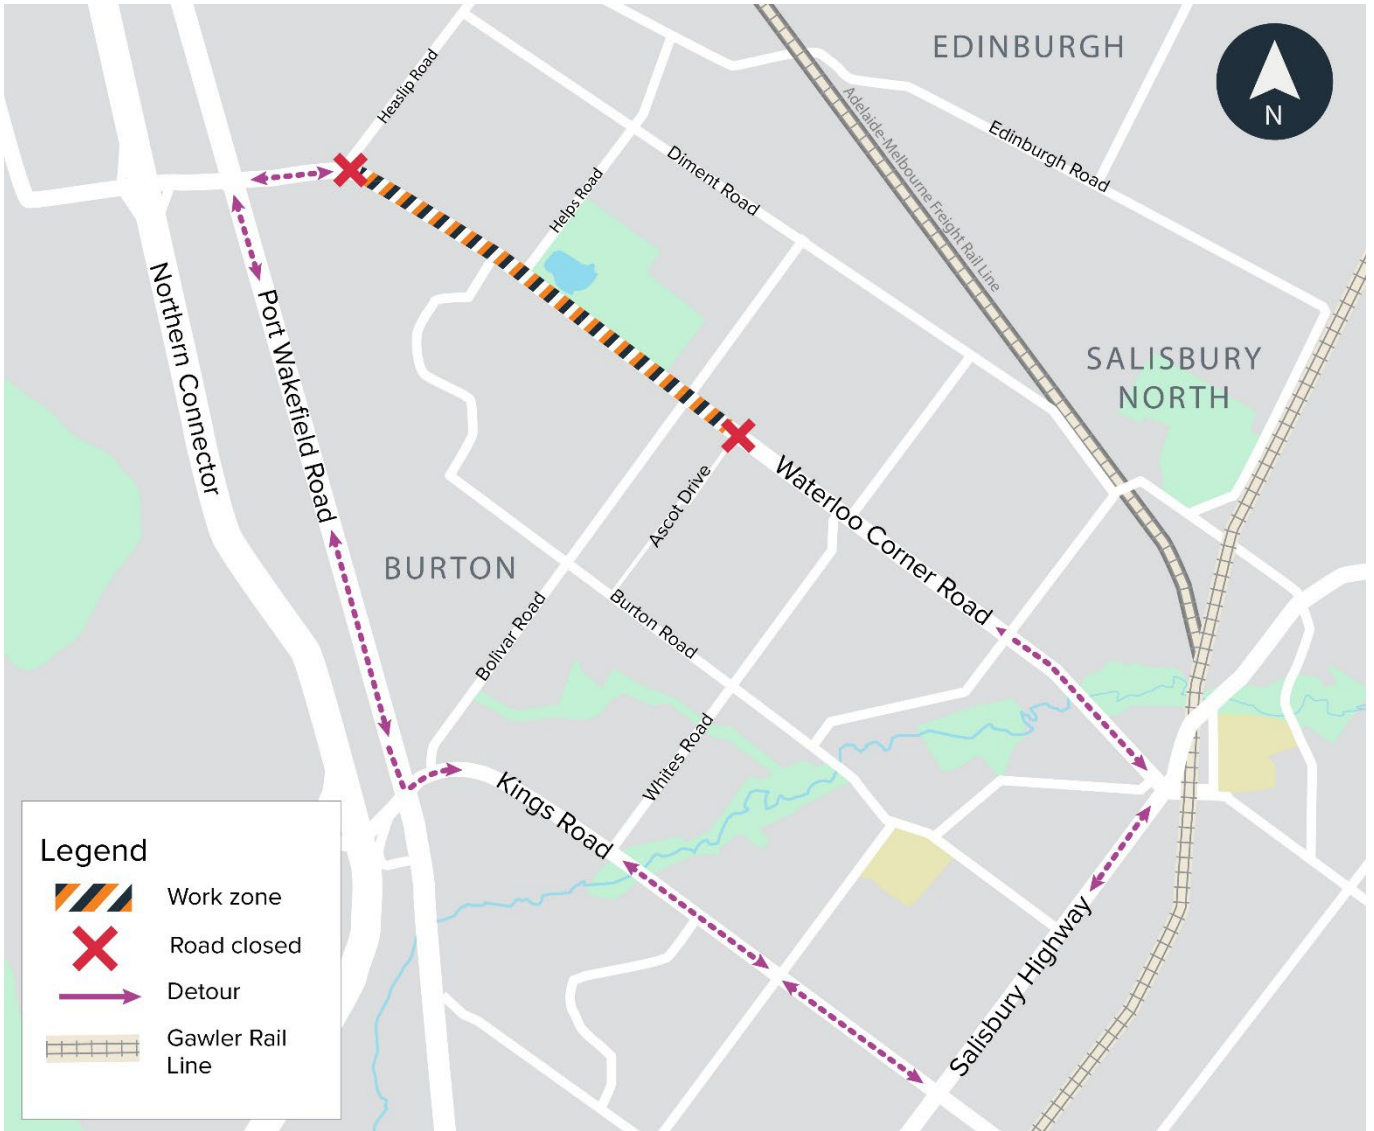 EDINBURGH
N
Heaslip Road
Adelaide-Melbourne Freight Rail Line
Edinburgh Road
Diment Road
Helps Road
Northern Connector
Port Wakefield Road
SALISBURY
NORTH
Waterloo Corner Road
Ascot Drive
BURTON
Bolivar Road
Burton Road
Whites Road
Kings Road
Salisbury Highway
Legend
Work zone
Road closed
Detour
Gawler Rail
Line